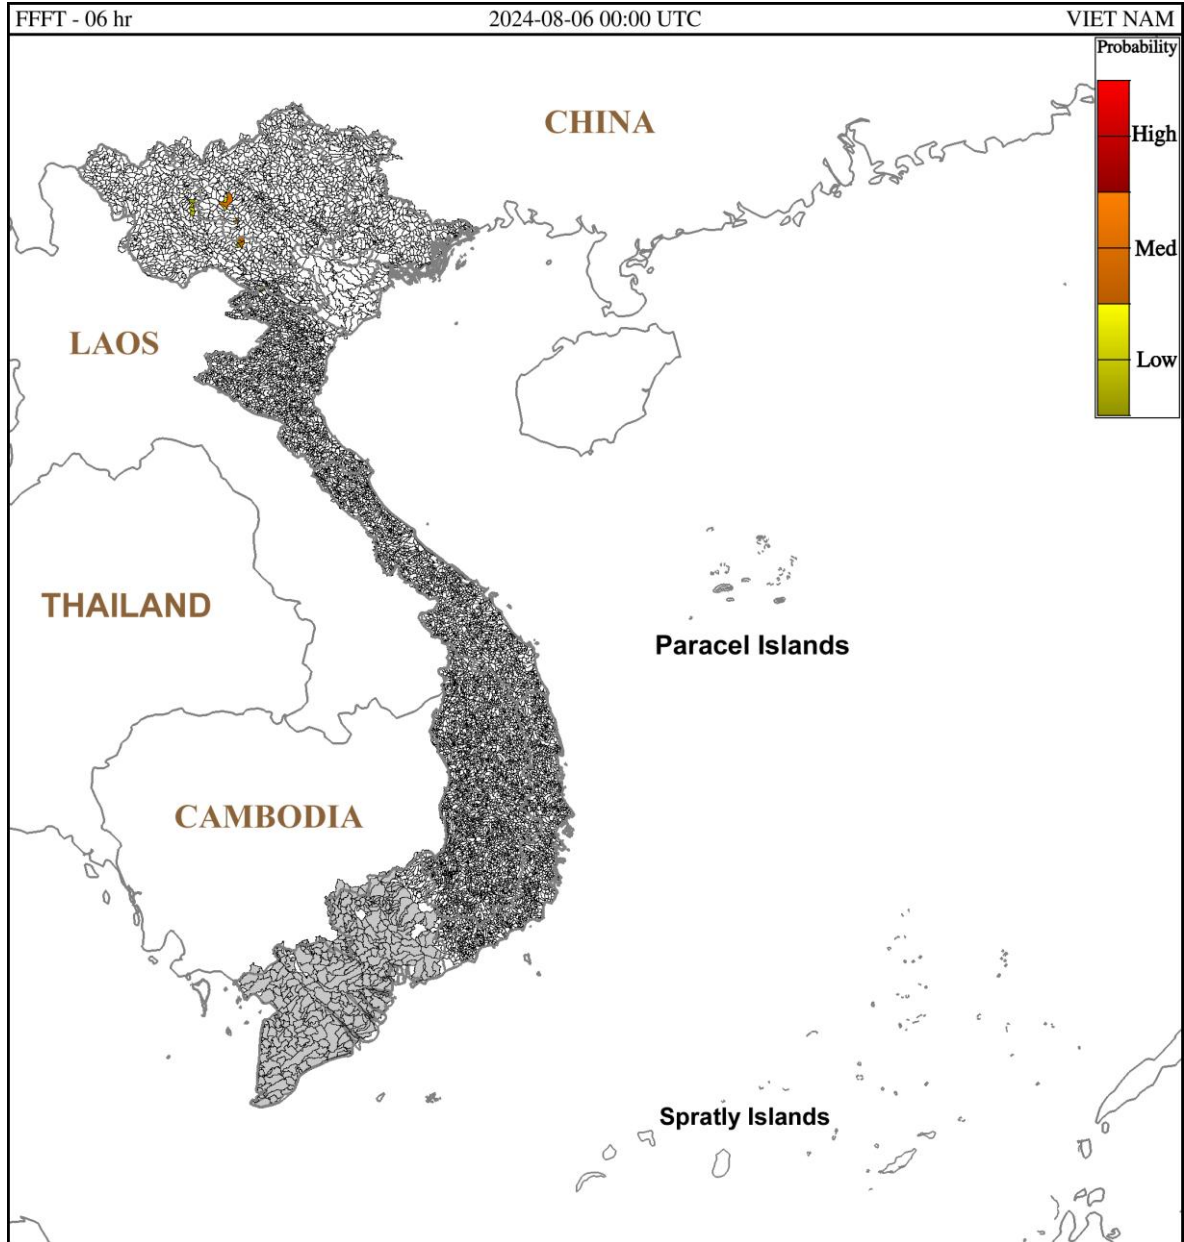 FFFT - 06 hr 2024-08-06 00:00 UTC VIET NAM
Probability
High
Med
Low
CHINA
LAOS
THAILAND
Paracel Islands
CAMBODIA
Spratly Islands